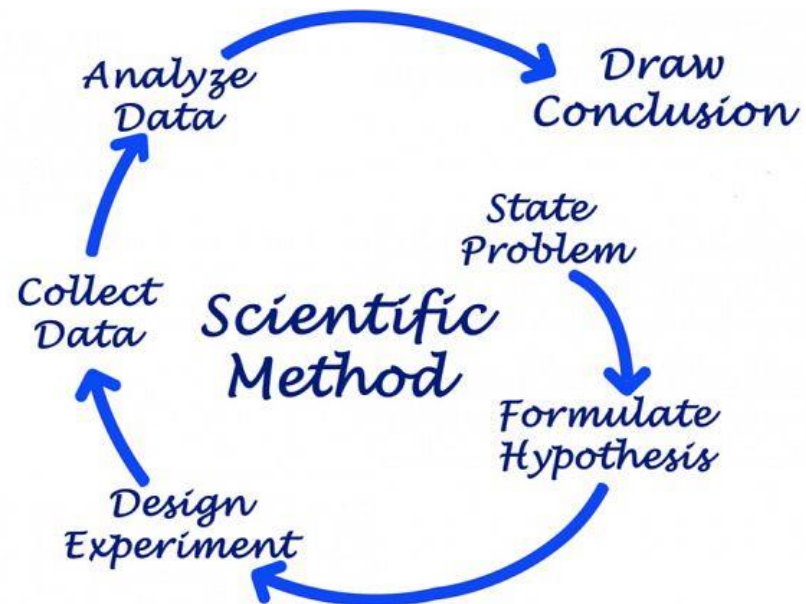 Analyze
Data
Draw
Conclusion
State
Problem
Collect
Data
Scientific
Method
Formulate
Hypothesis
Design
Experiment